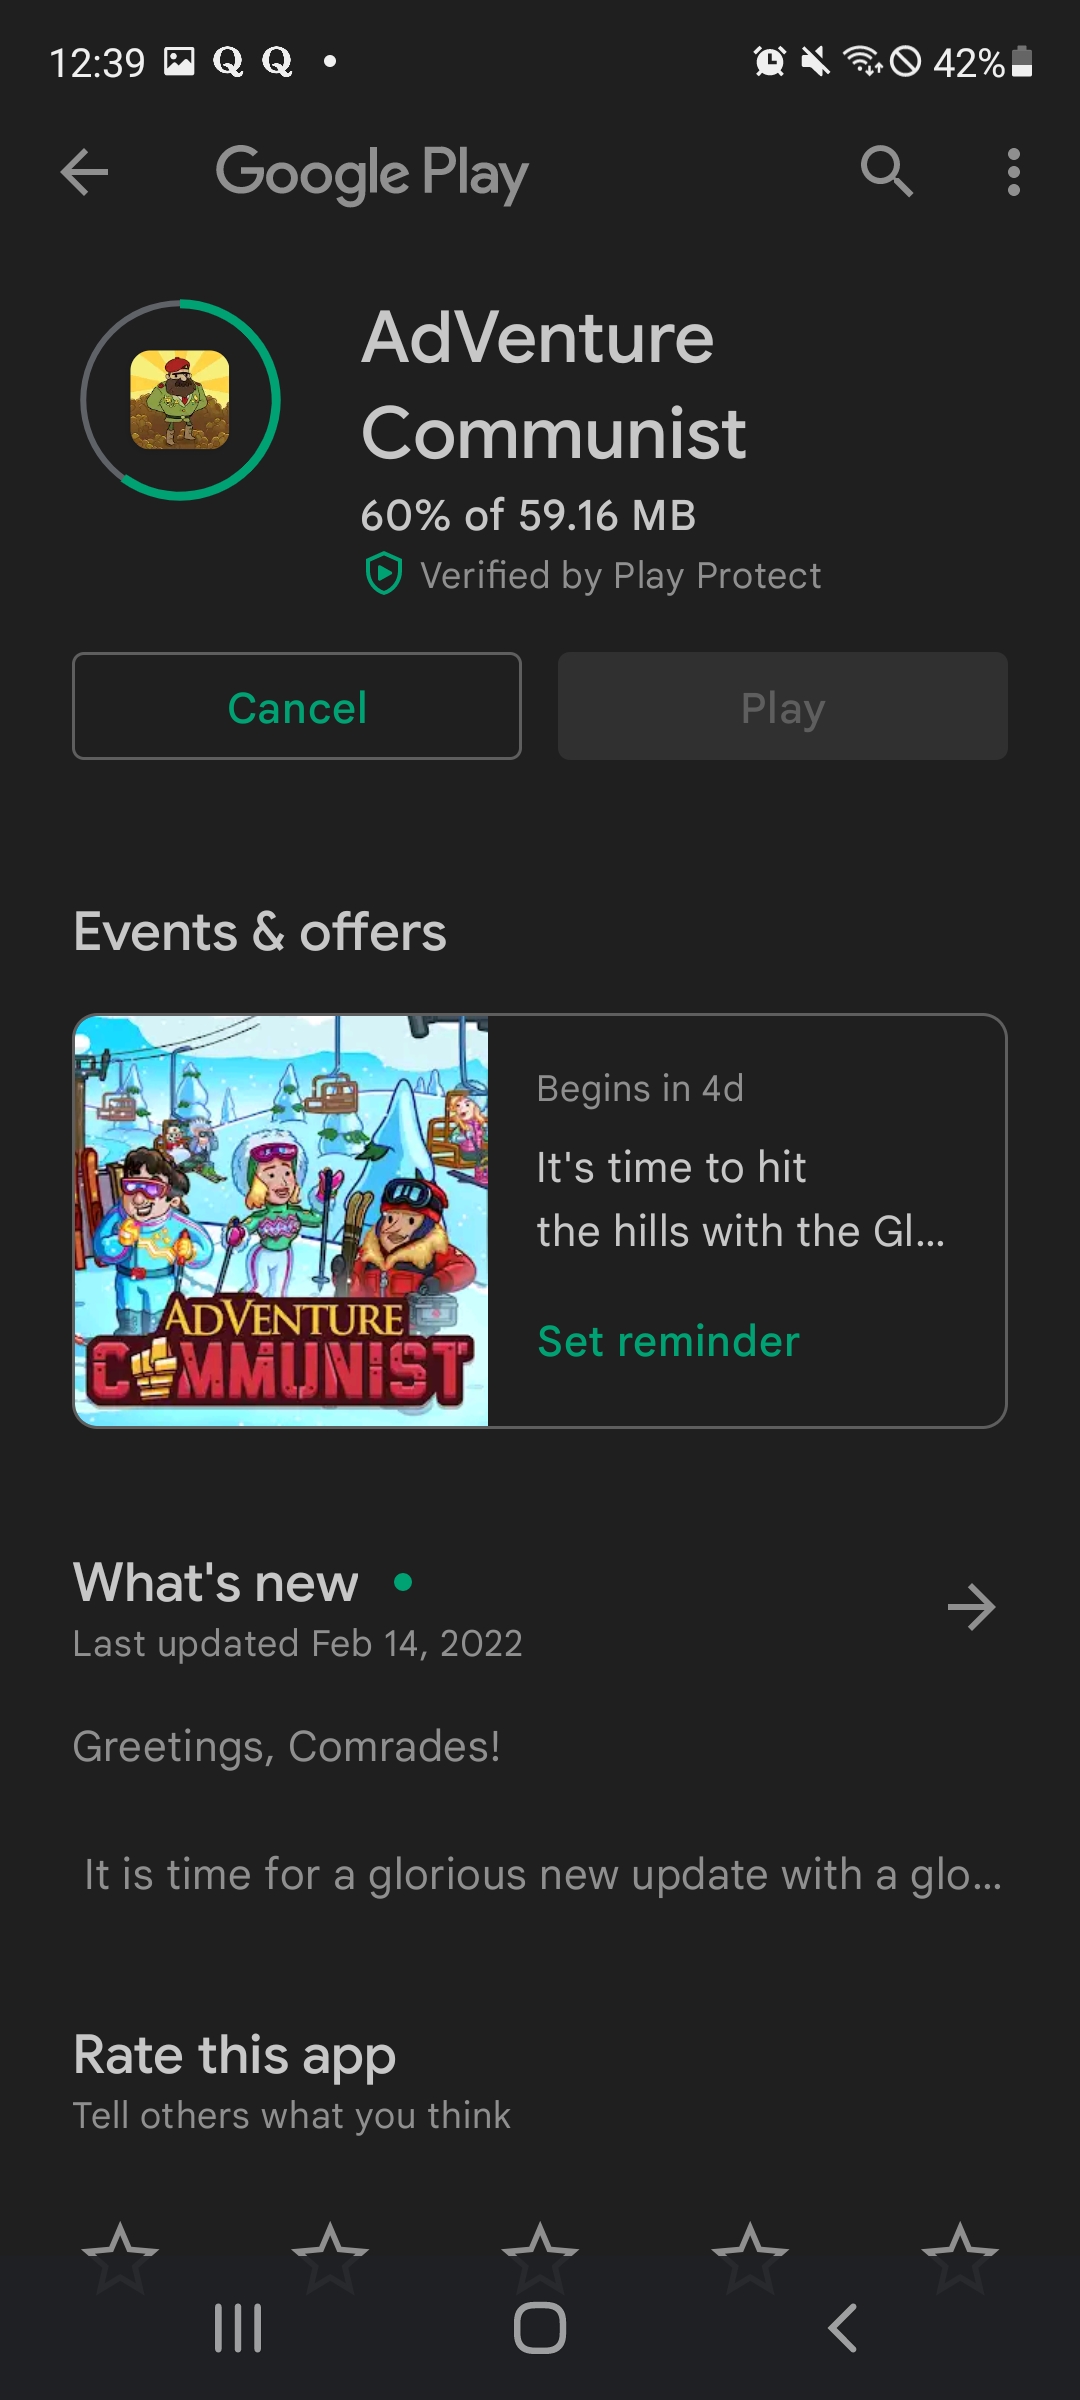 12:39
42%
Google Play
AdVenture
Communist
60% of 59.16 MB
Verified by Play Protect
Cancel
Play
Events & offers
Begins in 4d
It's time to hit
the hills with the Gl...
Set reminder
ADVENTURE
COMMUNIST
What's new
Last updated Feb 14, 2022
Greetings, Comrades!
It is time for a glorious new update with a glo...
Rate this app
Tell others what you think